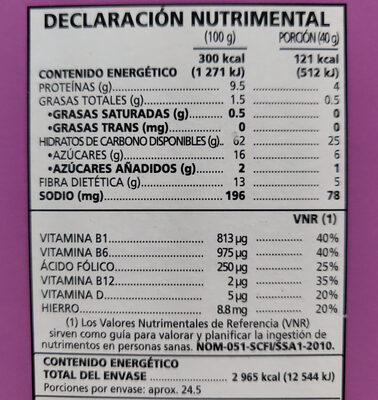 DECLARACIÓN NUTRIMENTAL
(100 g) PORCIÓN (40 g)
300 kcal 121 kcal
CONTENIDO ENERGÉTICO (1 271 kJ) (512 kJ)
PROTEÍNAS (g)... 9.5 4
GRASAS TOTALES (g)... 1.5 0.5
•GRASAS SATURADAS (g)... 0.5 0
•GRASAS TRANS (mg)... 0 0
HIDRATOS DE CARBONO DISPONIBLES (g)... 62 25
•AZÚCARES (g)... 16 6
•AZÚCARES AÑADIDOS (g)... 2 1
FIBRA DIETÉTICA (g)... 13 5
SODIO (mg)... 196 78
VNR (1)
VITAMINA B1... 813 µg 40%
VITAMINA B6... 975 µg 40%
ÁCIDO FÓLICO... 250 µg 25%
VITAMINA B12... 2 µg 35%
VITAMINA D... 5 µg 20%
HIERRO... 8.8 mg 20%
(1) Los Valores Nutrimentales de Referencia (VNR)
sirven como guía para valorar y planificar la ingestión de
nutrimentos en personas sanas. NOM-051-SCFI/SSA1-2010.
CONTENIDO ENERGÉTICO
TOTAL DEL ENVASE... 2 965 kcal (12 544 kJ)
Porciones por envase: aprox. 24.5